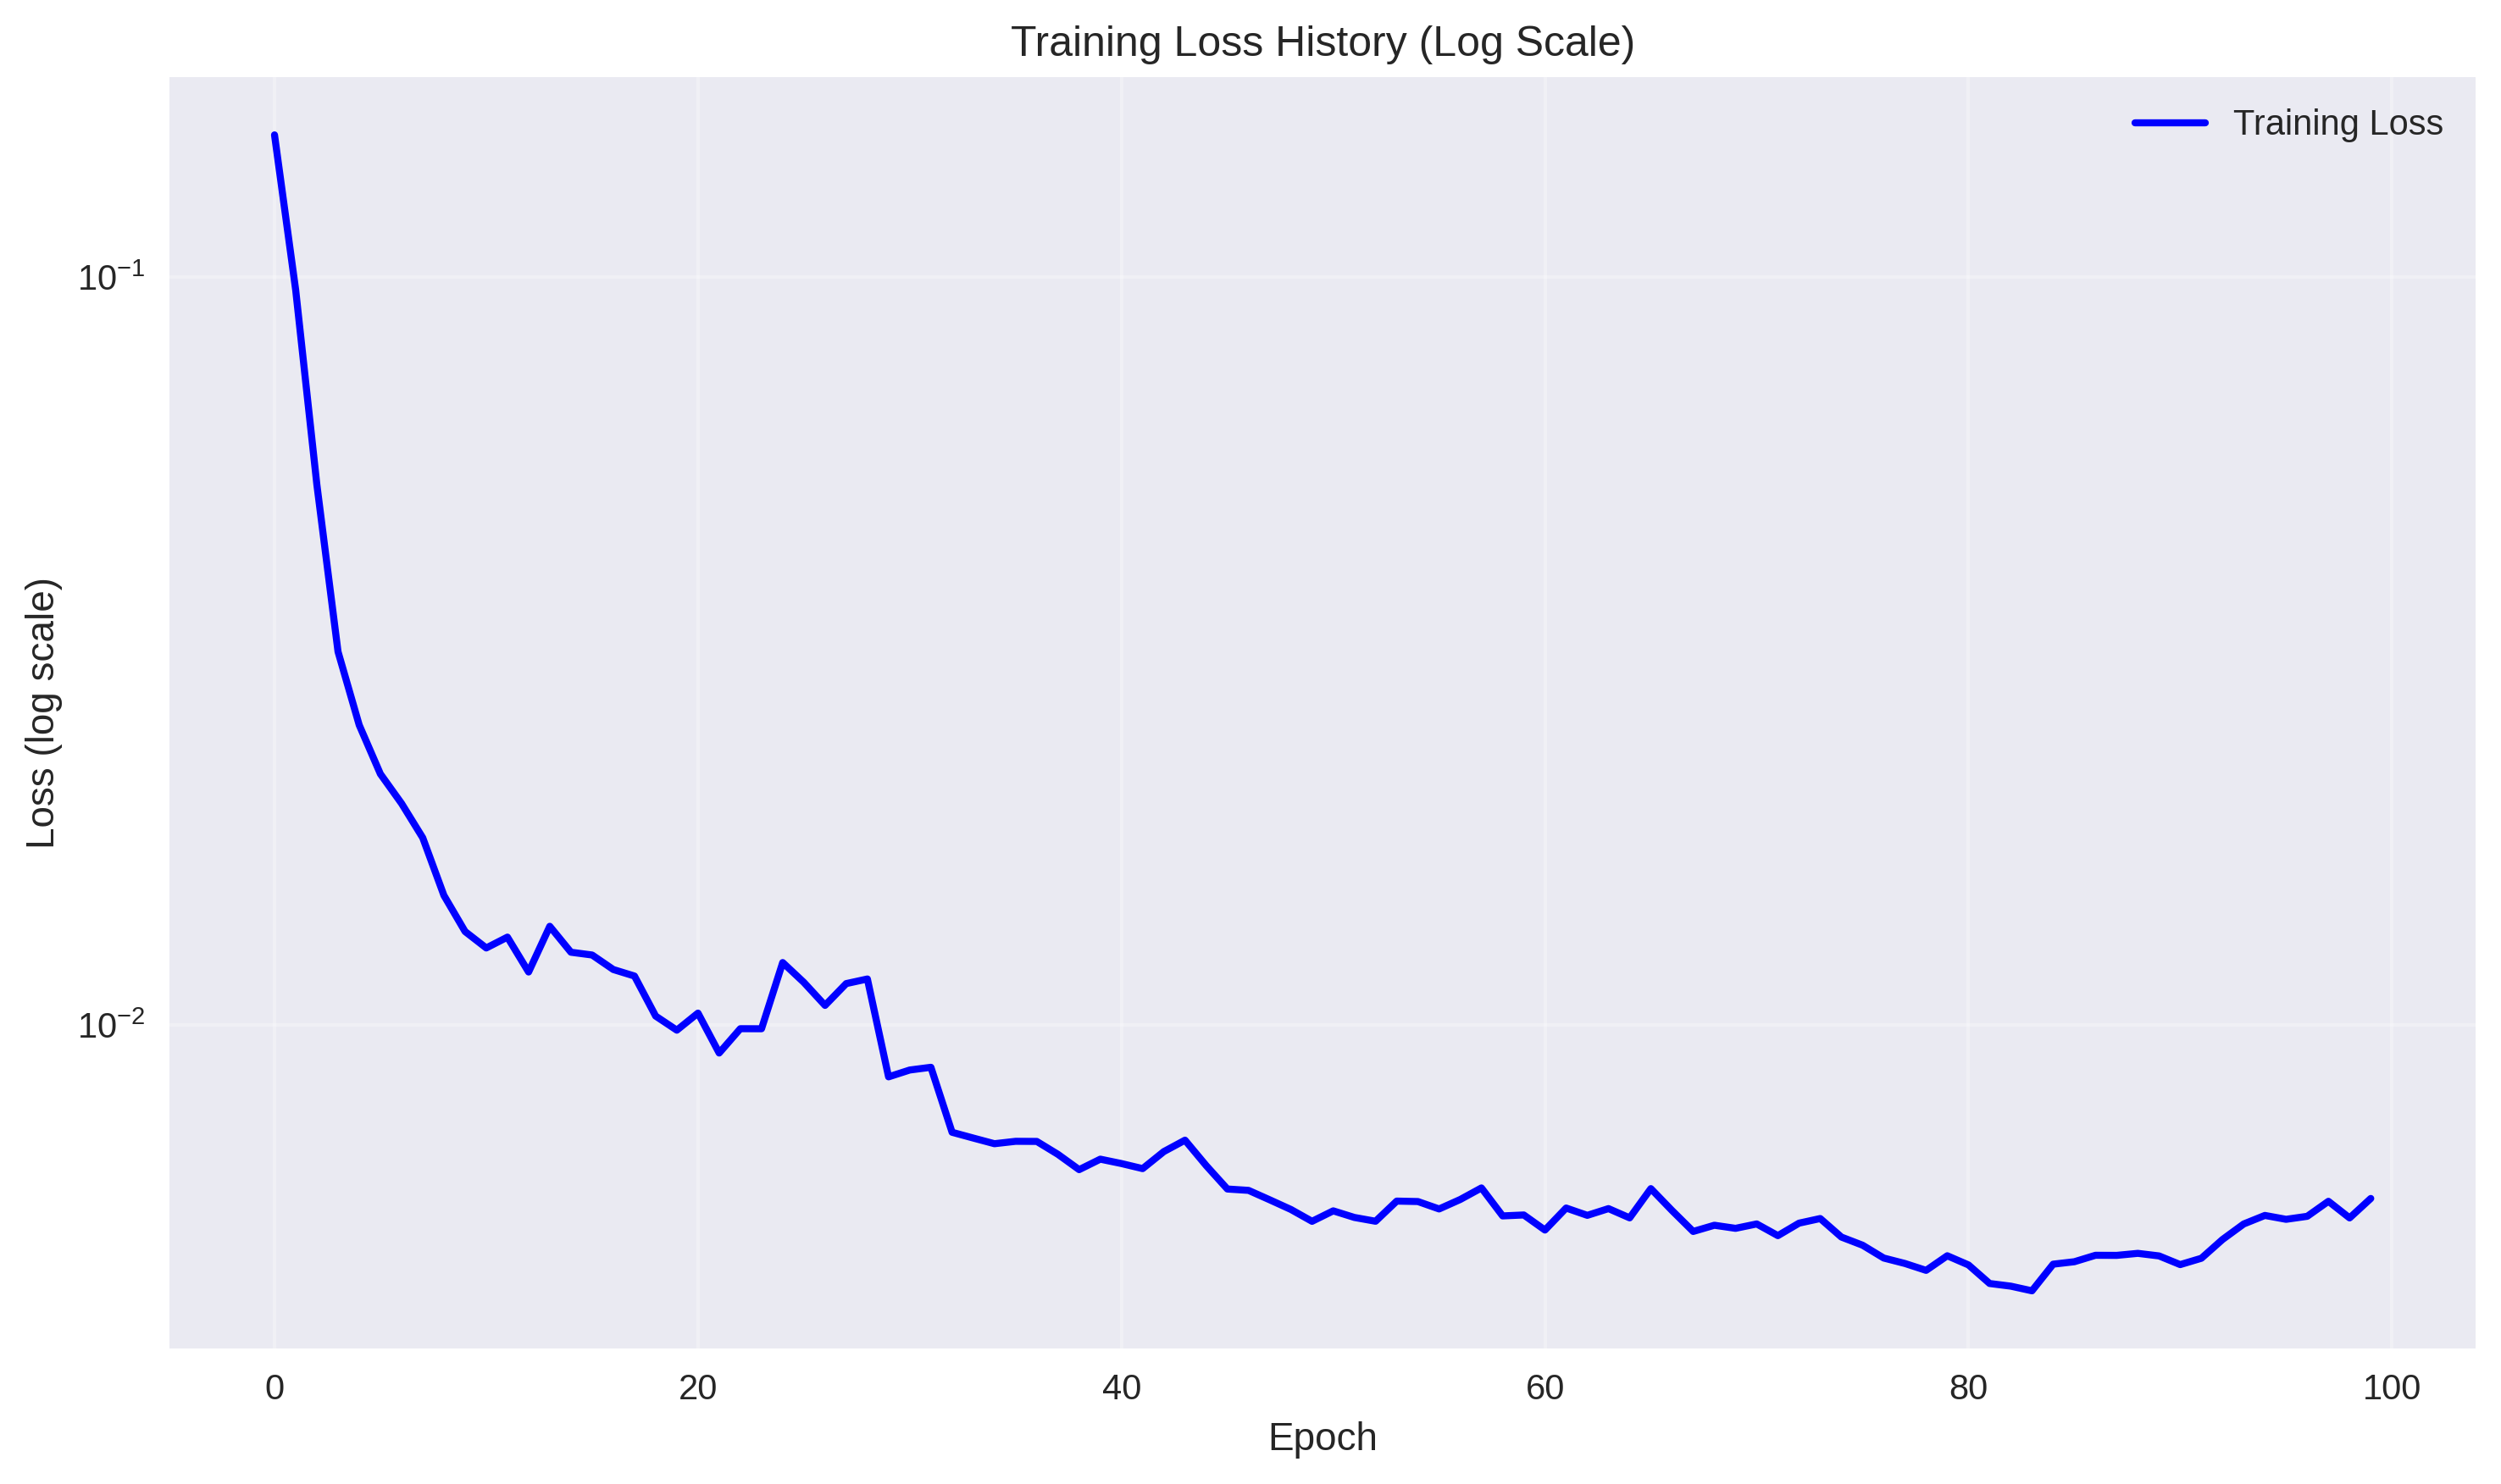 Training Loss History (Log Scale)
Training Loss
10⁻¹
10⁻²
Loss (log scale)
0 20 40 60 80 100
Epoch